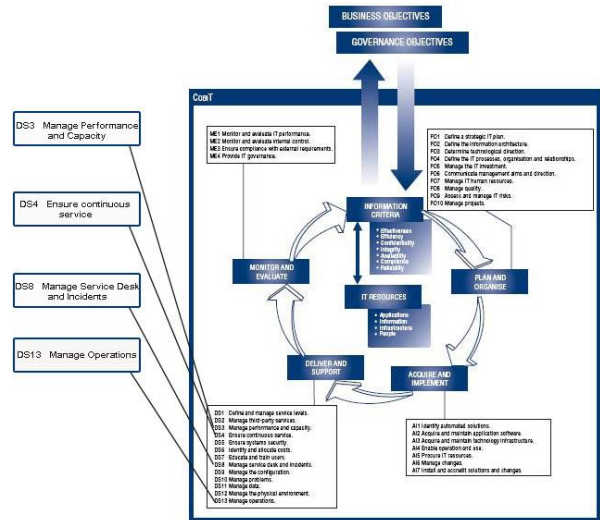 BUSINESS OBJECTIVES
GOVERNANCE OBJECTIVES
COBIT
DS3 Manage Performance
and Capacity
DS4 Ensure continuous
service
DS8 Manage Service Desk
and Incidents
DS13 Manage Operations
ME1 Monitor and evaluate IT performance.
ME2 Monitor and evaluate internal control.
ME3 Ensure compliance with external requirements.
ME4 Provide IT governance.
PO1 Define a strategic IT plan.
PO2 Define the information architecture.
PO3 Determine technological direction.
PO4 Define the IT processes, organisation and relationships.
PO5 Manage the IT investment.
PO6 Communicate management aims and direction.
PO7 Manage IT human resources.
PO8 Manage quality.
PO9 Assess and manage IT risks.
PO10 Manage projects.
INFORMATION
CRITERIA
• Effectiveness
• Efficiency
• Confidentiality
• Integrity
• Availability
• Compliance
• Reliability
MONITOR AND
EVALUATE
PLAN AND
ORGANISE
IT RESOURCES
• Applications
• Information
• Infrastructure
• People
DELIVER AND
SUPPORT
ACQUIRE AND
IMPLEMENT
DS1 Define and manage service levels.
DS2 Manage third-party services.
DS3 Manage performance and capacity.
DS4 Ensure continuous service.
DS5 Ensure systems security.
DS6 Identify and allocate costs.
DS7 Educate and train users.
DS8 Manage service desk and incidents.
DS9 Manage the configuration.
DS10 Manage problems.
DS11 Manage data.
DS12 Manage the physical environment.
DS13 Manage operations.
AI1 Identify automated solutions.
AI2 Acquire and maintain application software.
AI3 Acquire and maintain technology infrastructure.
AI4 Enable operation and use.
AI5 Procure IT resources.
AI6 Manage changes.
AI7 Install and accredit solutions and changes.